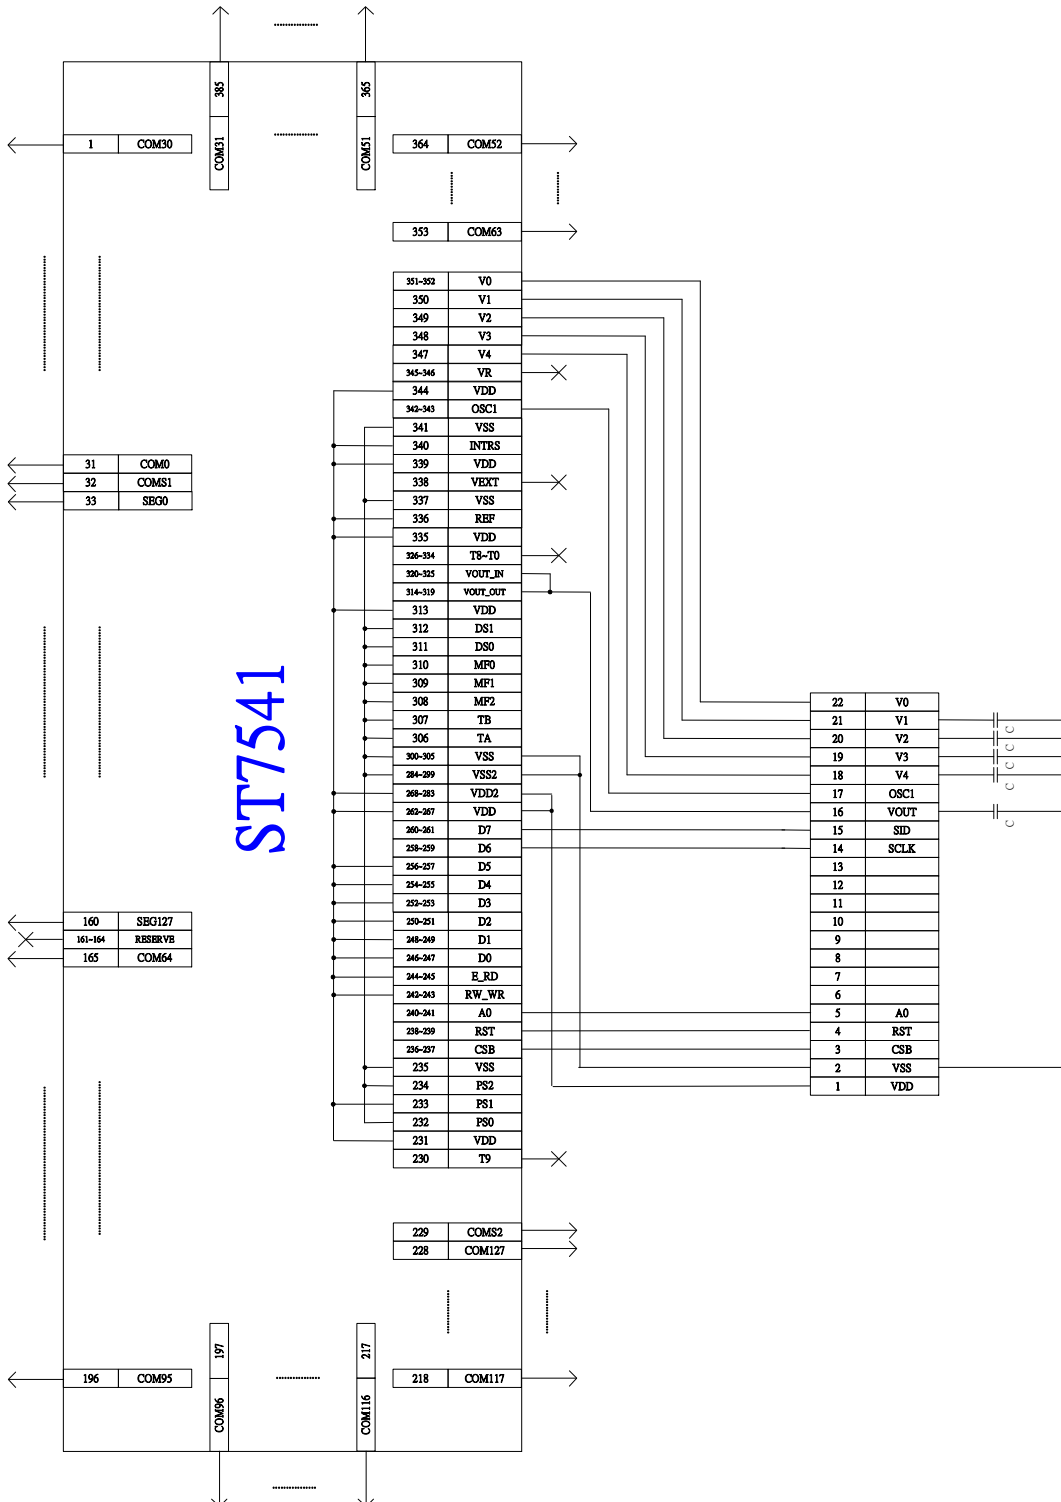 385 COM31
365 COM51
1 COM30
364 COM52
353 COM63
351~352 V0
350 V1
349 V2
348 V3
347 V4
345~346 VR
344 VDD
342~343 OSC1
341 VSS
340 INTRS
339 VDD
338 VEXT
337 VSS
336 REF
335 VDD
326~334 T8~T0
320~325 VOUT_IN
314~319 VOUT_OUT
313 VDD
312 DS1
311 DS0
310 MF0
309 MF1
308 MF2
307 TB
306 TA
300~305 VSS
284~299 VSS2
268~283 VDD2
262~267 VDD
260~261 D7
258~259 D6
256~257 D5
254~255 D4
252~253 D3
250~251 D2
248~249 D1
246~247 D0
244~245 E_RD
242~243 RW_WR
240~241 A0
238~239 RST
236~237 CSB
235 VSS
234 PS2
233 PS1
232 PS0
231 VDD
230 T9
31 COM0
32 COMS1
33 SEG0
ST7541
160 SEG127
161~164 RESERVE
165 COM64
22 V0
21 V1
C
20 V2
C
19 V3
C
18 V4
C
17 OSC1
16 VOUT
C
15 SID
14 SCLK
13
12
11
10
9
8
7
6
5 A0
4 RST
3 CSB
2 VSS
1 VDD
229 COMS2
228 COM127
196 COM95
197 COM96
217 COM116
218 COM117